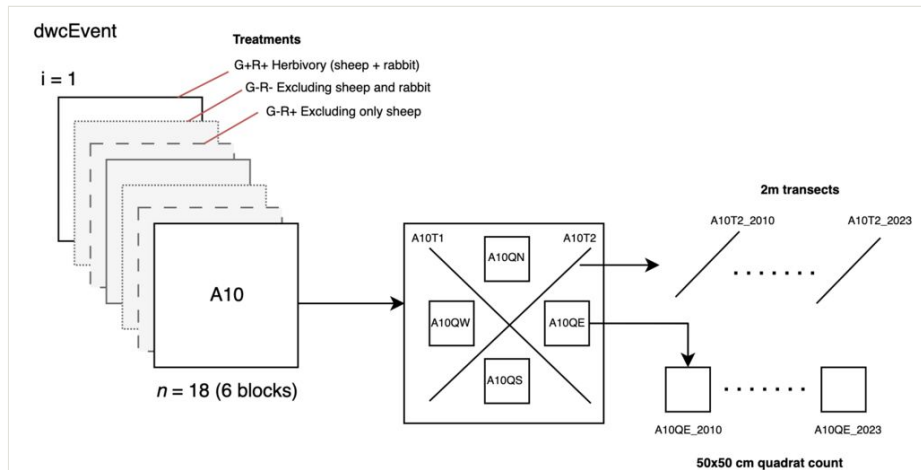 dwcEvent
Treatments
G+R+ Herbivory (sheep + rabbit)
i = 1
G-R- Excluding sheep and rabbit
G-R+ Excluding only sheep
2m transects
A10T1
A10T2
A10T2_2010
A10T2_2023
A10QN
A10
A10QW
A10QE
A10QS
n = 18 (6 blocks)
A10QE_2010
A10QE_2023
50x50 cm quadrat count